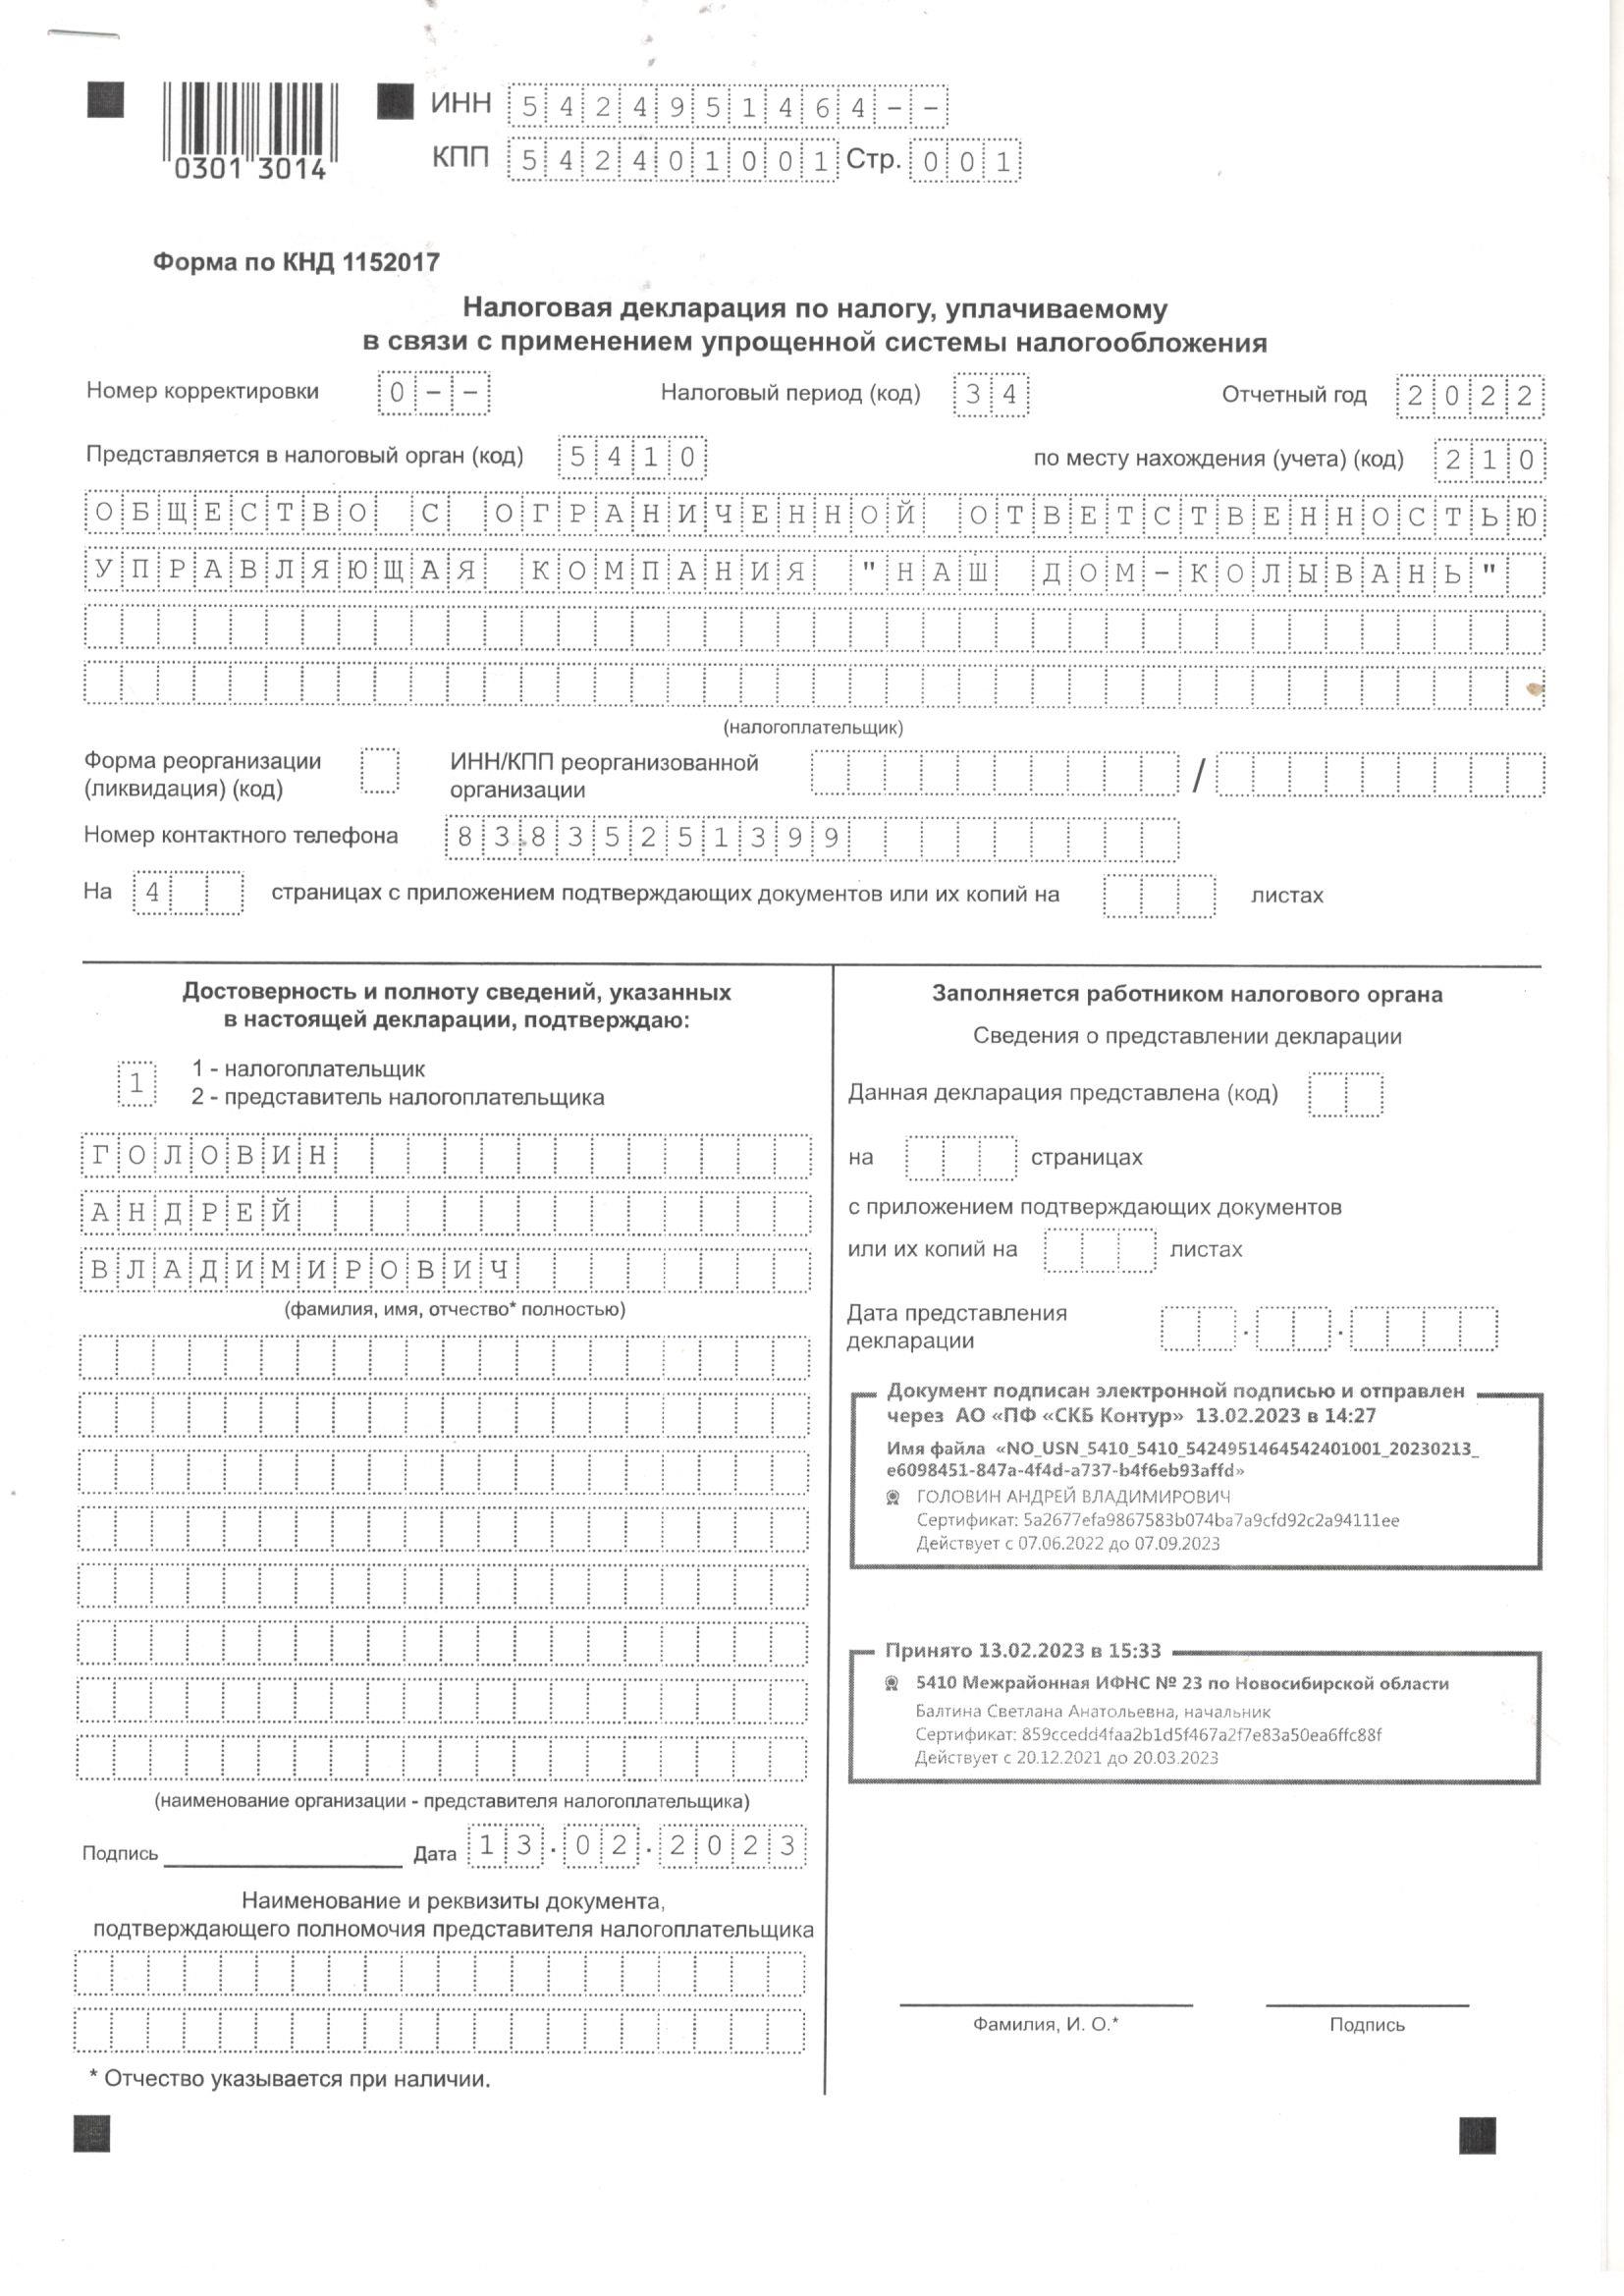 ИНН 5424951464--
0301 3014
КПП 542401001 Стр. 001
Форма по КНД 1152017
Налоговая декларация по налогу, уплачиваемому
в связи с применением упрощенной системы налогообложения
Номер корректировки 0-- Налоговый период (код) 34 Отчетный год 2022
Представляется в налоговый орган (код) 5410 по месту нахождения (учета) (код) 210
ОБЩЕСТВО С ОГРАНИЧЕННОЙ ОТВЕТСТВЕННОСТЬЮ
УПРАВЛЯЮЩАЯ КОМПАНИЯ "НАШ ДОМ-КОЛЫВАНЬ"
(налогоплательщик)
Форма реорганизации ИНН/КПП реорганизованной /
(ликвидация) (код) организации
Номер контактного телефона 83835251399
На 4 страницах с приложением подтверждающих документов или их копий на листах
Достоверность и полноту сведений, указанных
в настоящей декларации, подтверждаю:
1 1 - налогоплательщик
2 - представитель налогоплательщика
ГОЛОВИН
АНДРЕЙ
ВЛАДИМИРОВИЧ
(фамилия, имя, отчество* полностью)
(наименование организации - представителя налогоплательщика)
Подпись Дата 13.02.2023
Наименование и реквизиты документа,
подтверждающего полномочия представителя налогоплательщика
* Отчество указывается при наличии.
Заполняется работником налогового органа
Сведения о представлении декларации
Данная декларация представлена (код)
на страницах
с приложением подтверждающих документов
или их копий на листах
Дата представления . .
декларации
Документ подписан электронной подписью и отправлен
через АО «ПФ «СКБ Контур» 13.02.2023 в 14:27
Имя файла «NO_USN_5410_5410_5424951464542401001_20230213_
e6098451-847a-4f4d-a737-b4f6eb93affd»
ГОЛОВИН АНДРЕЙ ВЛАДИМИРОВИЧ
Сертификат: 5a2677efa9867583b074ba7a9cfd92c2a94111ee
Действует с 07.06.2022 до 07.09.2023
Принято 13.02.2023 в 15:33
5410 Межрайонная ИФНС № 23 по Новосибирской области
Балтина Светлана Анатольевна, начальник
Сертификат: 859ccedd4faa2b1d5f467a2f7e83a50ea6ffc88f
Действует с 20.12.2021 до 20.03.2023
Фамилия, И. О.* Подпись